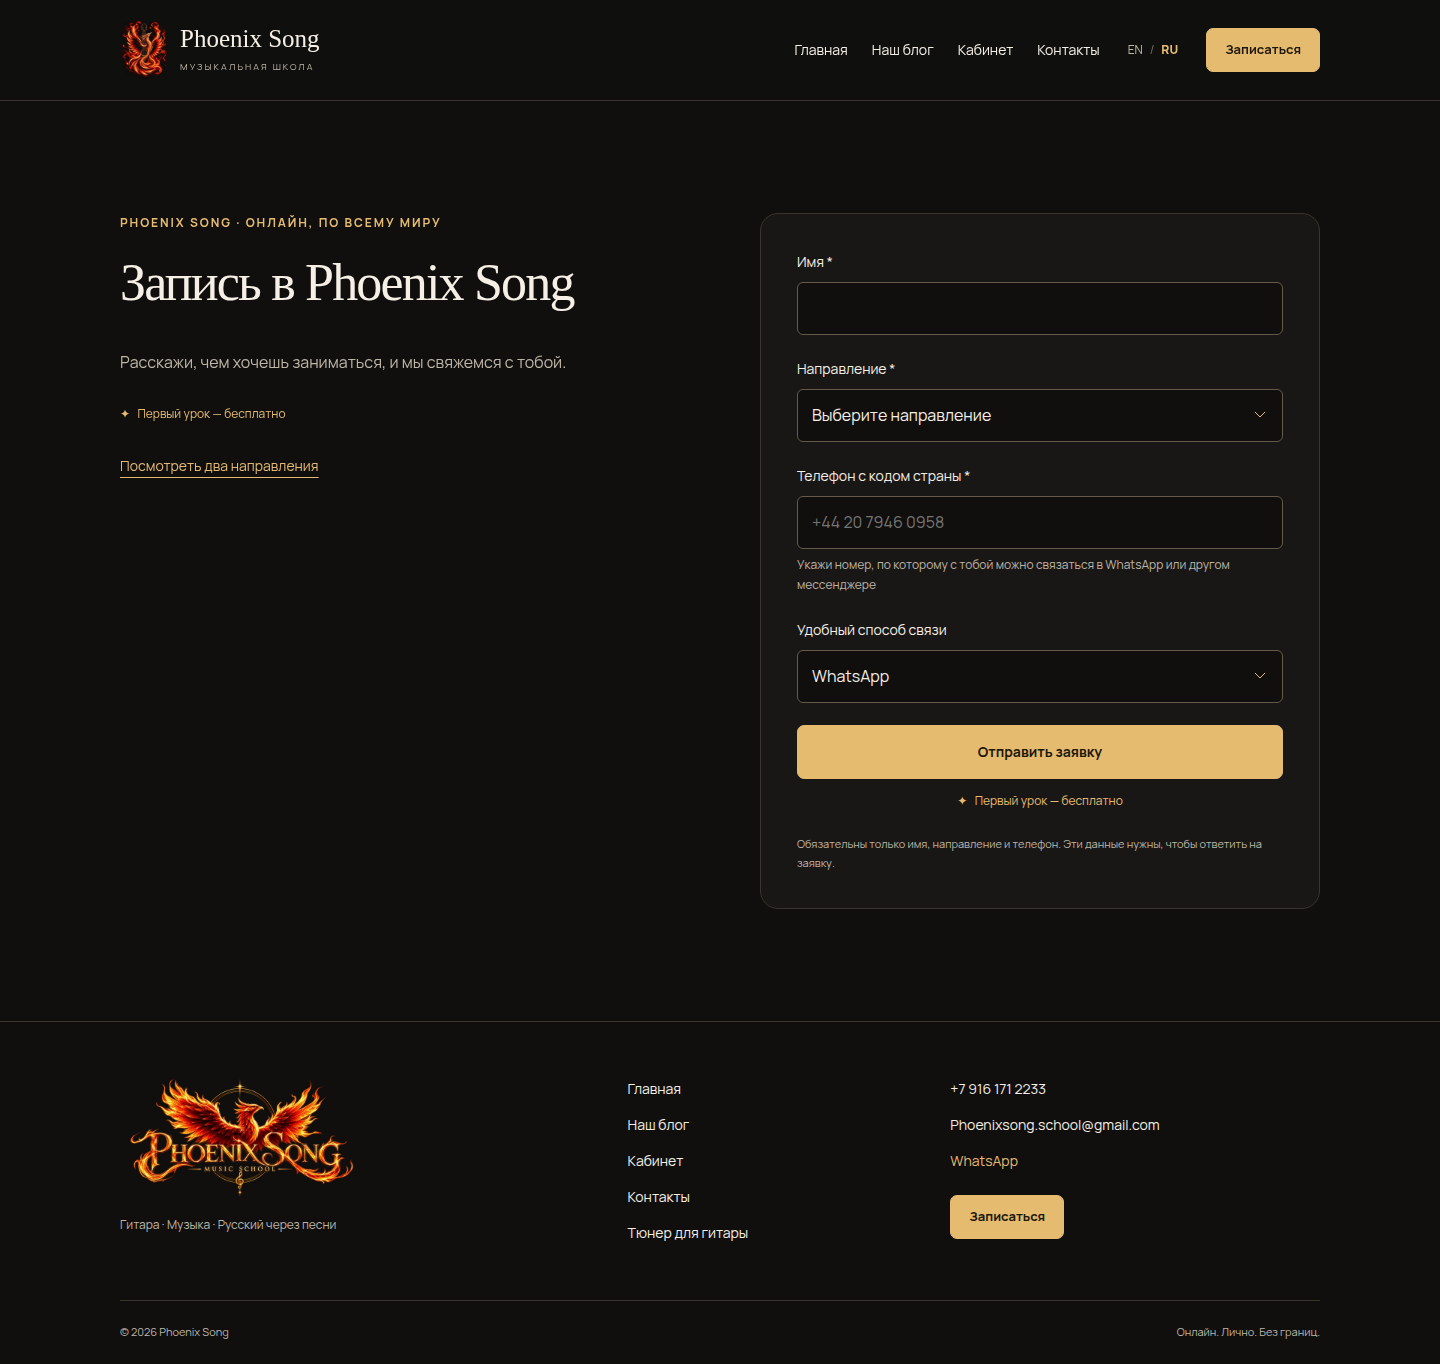 Phoenix Song
МУЗЫКАЛЬНАЯ ШКОЛА
Главная
Наш блог
Кабинет
Контакты
EN / RU
Записаться
PHOENIX SONG · ОНЛАЙН, ПО ВСЕМУ МИРУ
Запись в Phoenix Song
Расскажи, чем хочешь заниматься, и мы свяжемся с тобой.
✦ Первый урок — бесплатно
Посмотреть два направления
Имя *
Направление *
Выберите направление
Телефон с кодом страны *
+44 20 7946 0958
Укажи номер, по которому с тобой можно связаться в WhatsApp или другом
мессенджере
Удобный способ связи
WhatsApp
Отправить заявку
✦ Первый урок — бесплатно
Обязательны только имя, направление и телефон. Эти данные нужны, чтобы ответить на
заявку.
PHOENIX SONG
MUSIC SCHOOL
Гитара · Музыка · Русский через песни
Главная
Наш блог
Кабинет
Контакты
Тюнер для гитары
+7 916 171 2233
Phoenixsong.school@gmail.com
WhatsApp
Записаться
© 2026 Phoenix Song
Онлайн. Лично. Без границ.